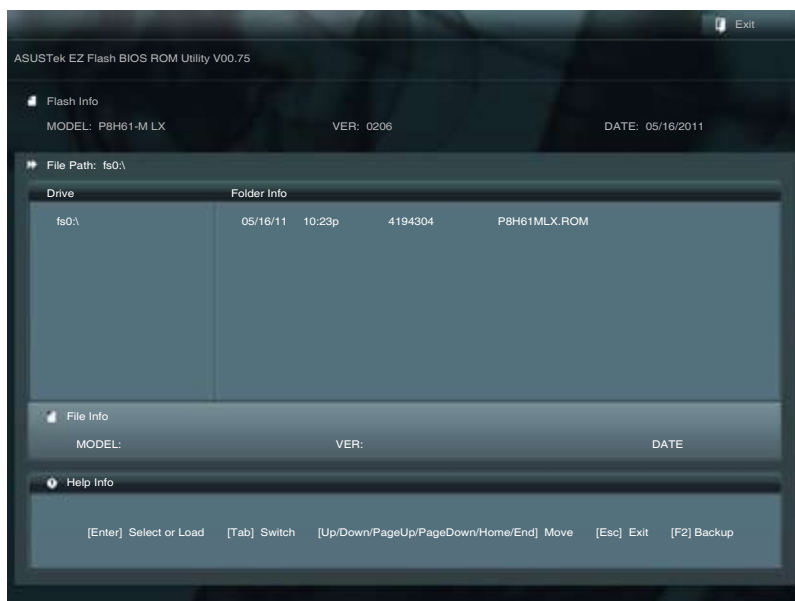 Exit
ASUSTek EZ Flash BIOS ROM Utility V00.75
Flash Info
MODEL: P8H61-M LX VER: 0206 DATE: 05/16/2011
File Path: fs0:\
Drive Folder Info
fs0:\ 05/16/11 10:23p 4194304 P8H61MLX.ROM
File Info
MODEL: VER: DATE
Help Info
[Enter] Select or Load [Tab] Switch [Up/Down/PageUp/PageDown/Home/End] Move [Esc] Exit [F2] Backup